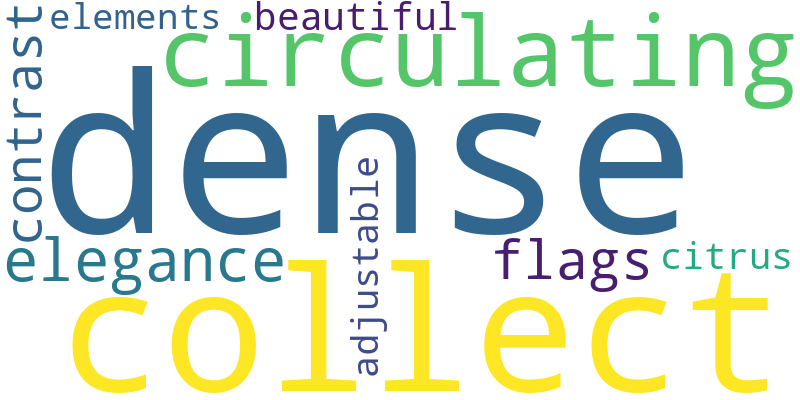 elements
beautiful
contrast
circulating
dense
adjustable
elegance
flags
citrus
collect